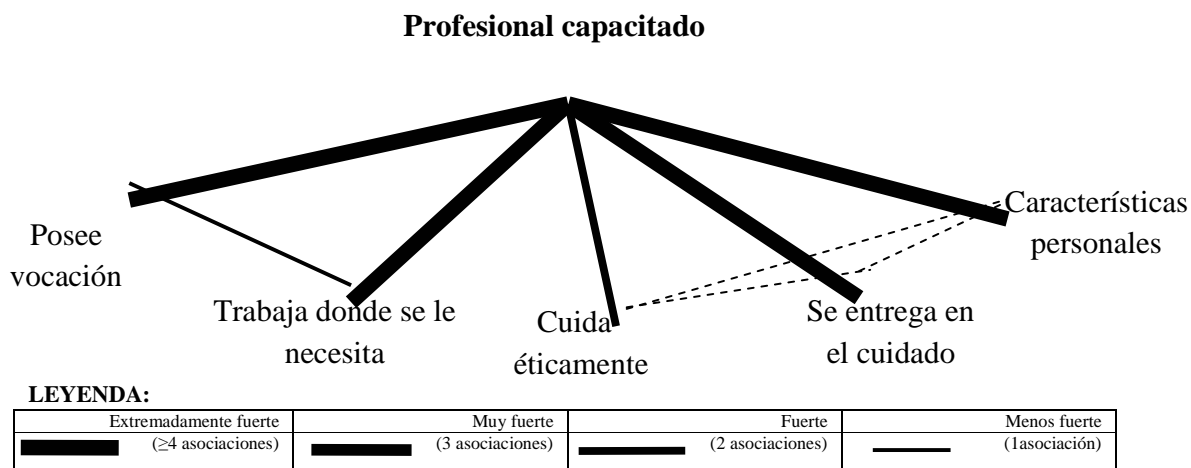 Profesional capacitado
Posee
vocación
Trabaja donde se le
necesita
Cuida
éticamente
Se entrega en
el cuidado
Características
personales
LEYENDA:
Extremadamente fuerte
(≥4 asociaciones)
Muy fuerte
(3 asociaciones)
Fuerte
(2 asociaciones)
Menos fuerte
(1asociación)